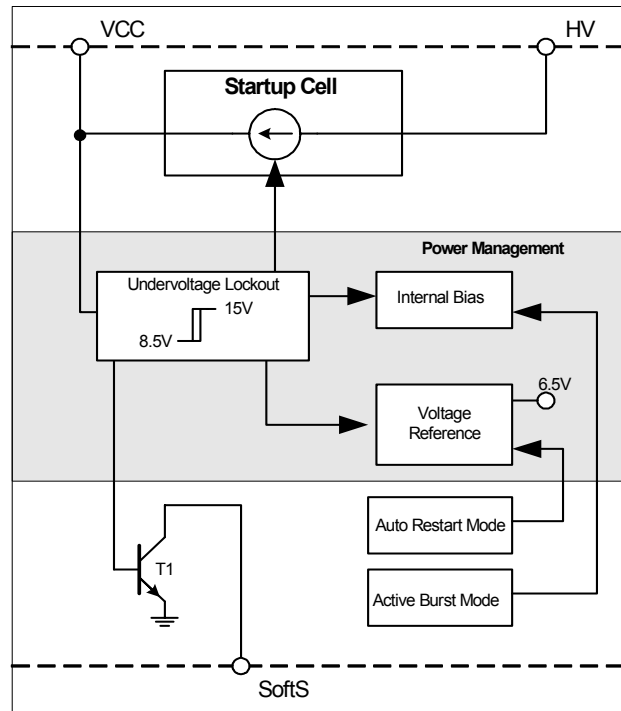 VCC
HV
Startup Cell
Power Management
Undervoltage Lockout
15V
8.5V
Internal Bias
6.5V
Voltage
Reference
Auto Restart Mode
T1
Active Burst Mode
SoftS